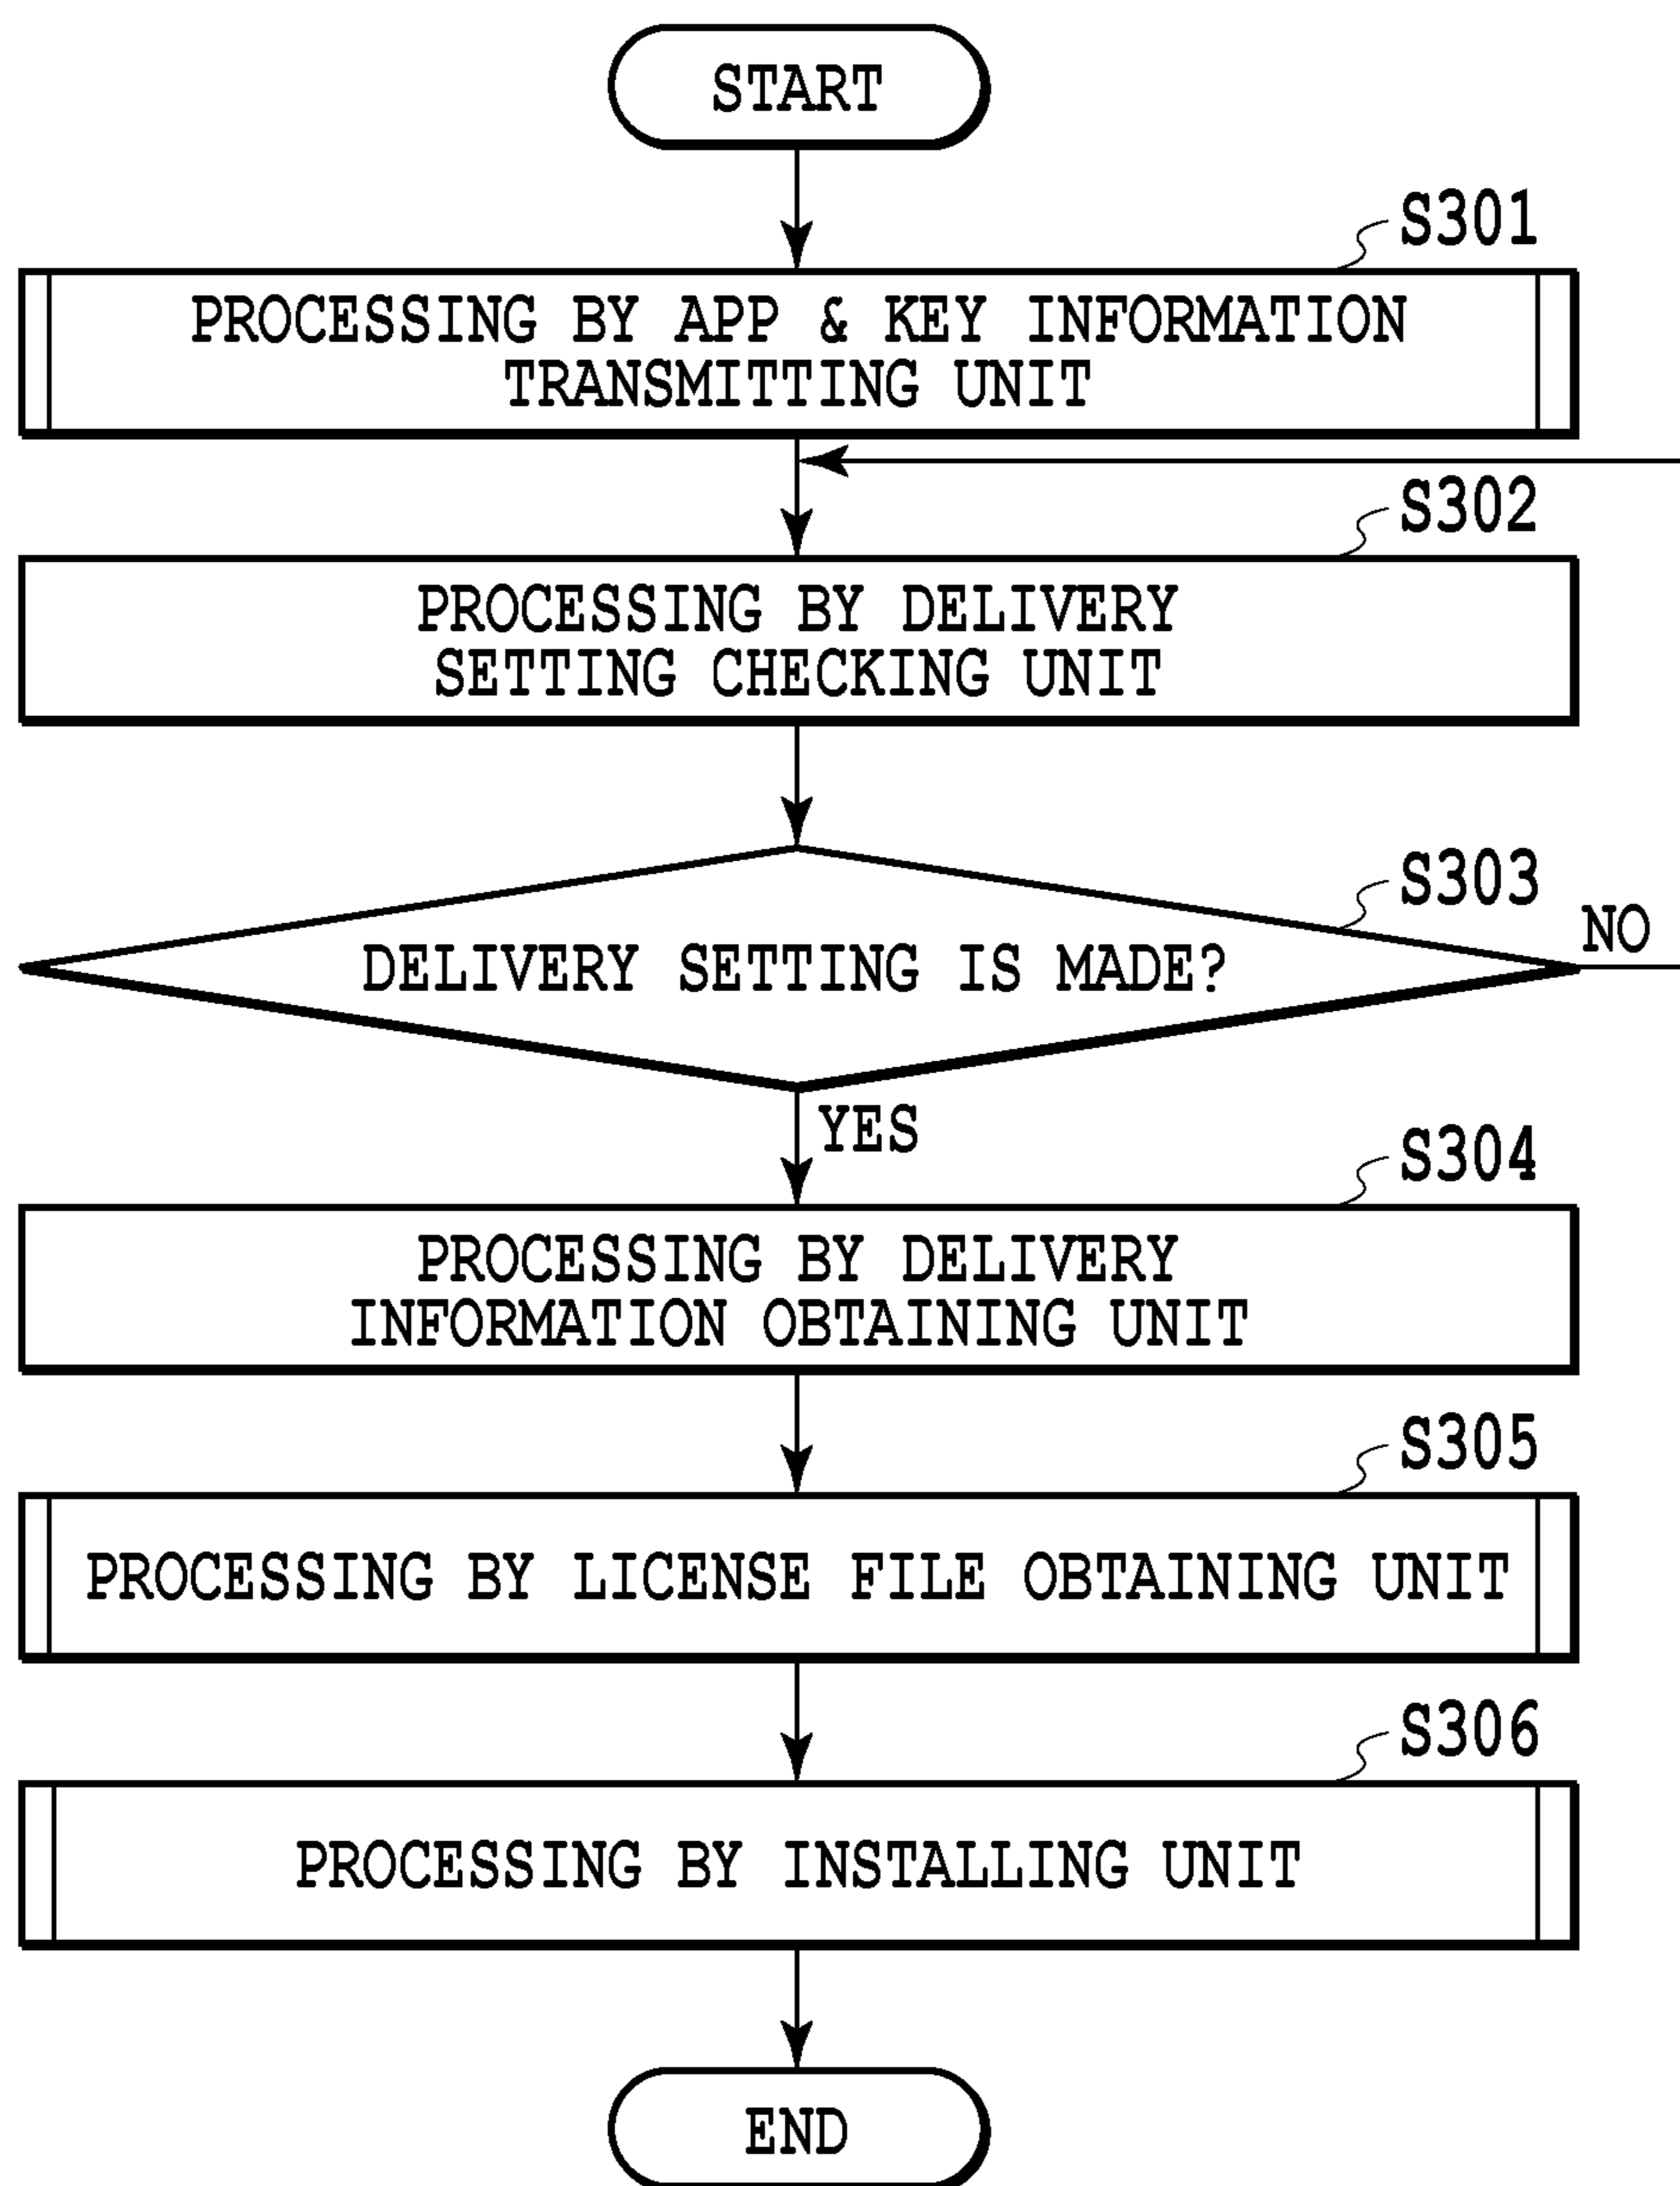 START
S301
PROCESSING BY APP & KEY INFORMATION
TRANSMITTING UNIT
S302
PROCESSING BY DELIVERY
SETTING CHECKING UNIT
S303
NO
DELIVERY SETTING IS MADE?
YES
S304
PROCESSING BY DELIVERY
INFORMATION OBTAINING UNIT
S305
PROCESSING BY LICENSE FILE OBTAINING UNIT
S306
PROCESSING BY INSTALLING UNIT
END